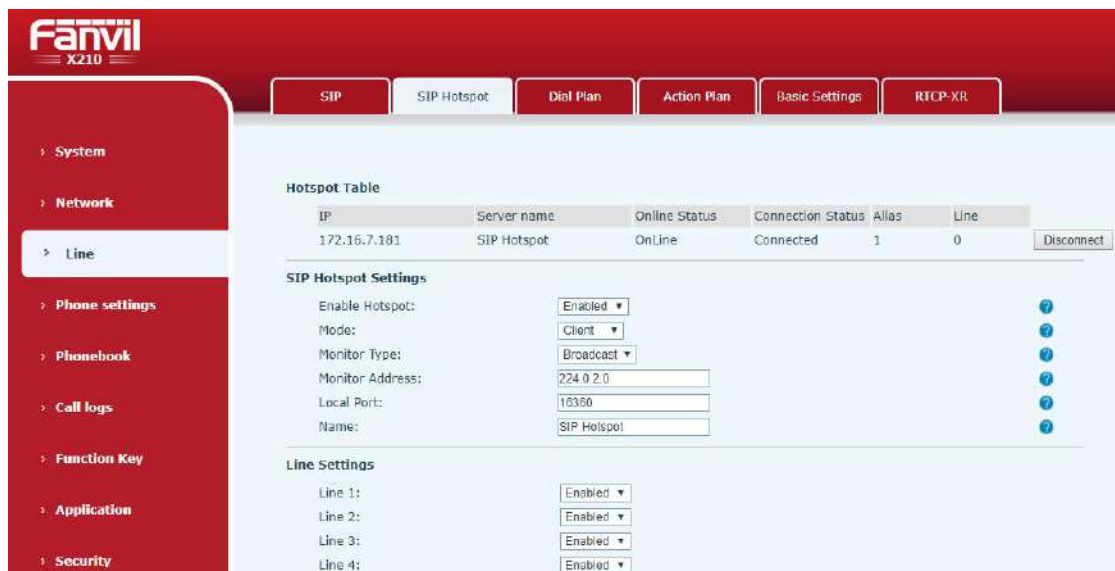 Fanvil
X210
SIP SIP Hotspot Dial Plan Action Plan Basic Settings RTCP-XR
› System
› Network
› Line
› Phone settings
› Phonebook
› Call logs
› Function Key
› Application
› Security
Hotspot Table
IP Server name Online Status Connection Status Alias Line
172.16.7.181 SIP Hotspot OnLine Connected 1 0 Disconnect
SIP Hotspot Settings
Enable Hotspot: Enabled
Mode: Client
Monitor Type: Broadcast
Monitor Address: 224.0.2.0
Local Port: 16360
Name: SIP Hotspot
Line Settings
Line 1: Enabled
Line 2: Enabled
Line 3: Enabled
Line 4: Enabled